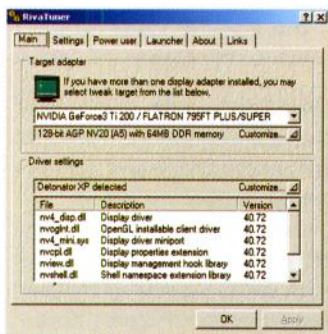 RivaTuner
Main Settings Power user Launcher About Links
Target adapter
If you have more than one display adapter installed, you may
select tweak target from the list below.
NVIDIA GeForce3 Ti 200 / FLATRON 795FT PLUS/SUPER
128-bit AGP NV20 (A5) with 64MB DDR memory Customize...
Driver settings
Detonator XP detected Customize...
File Description Version
nv4_disp.dll Display driver 40.72
nvoglnt.dll OpenGL installable client driver 40.72
nv4_mini.sys Display driver miniport 40.72
nvcpl.dll Display properties extension 40.72
nview.dll Display management hook library 40.72
nvshell.dll Shell namespace extension library 40.72
OK Apply